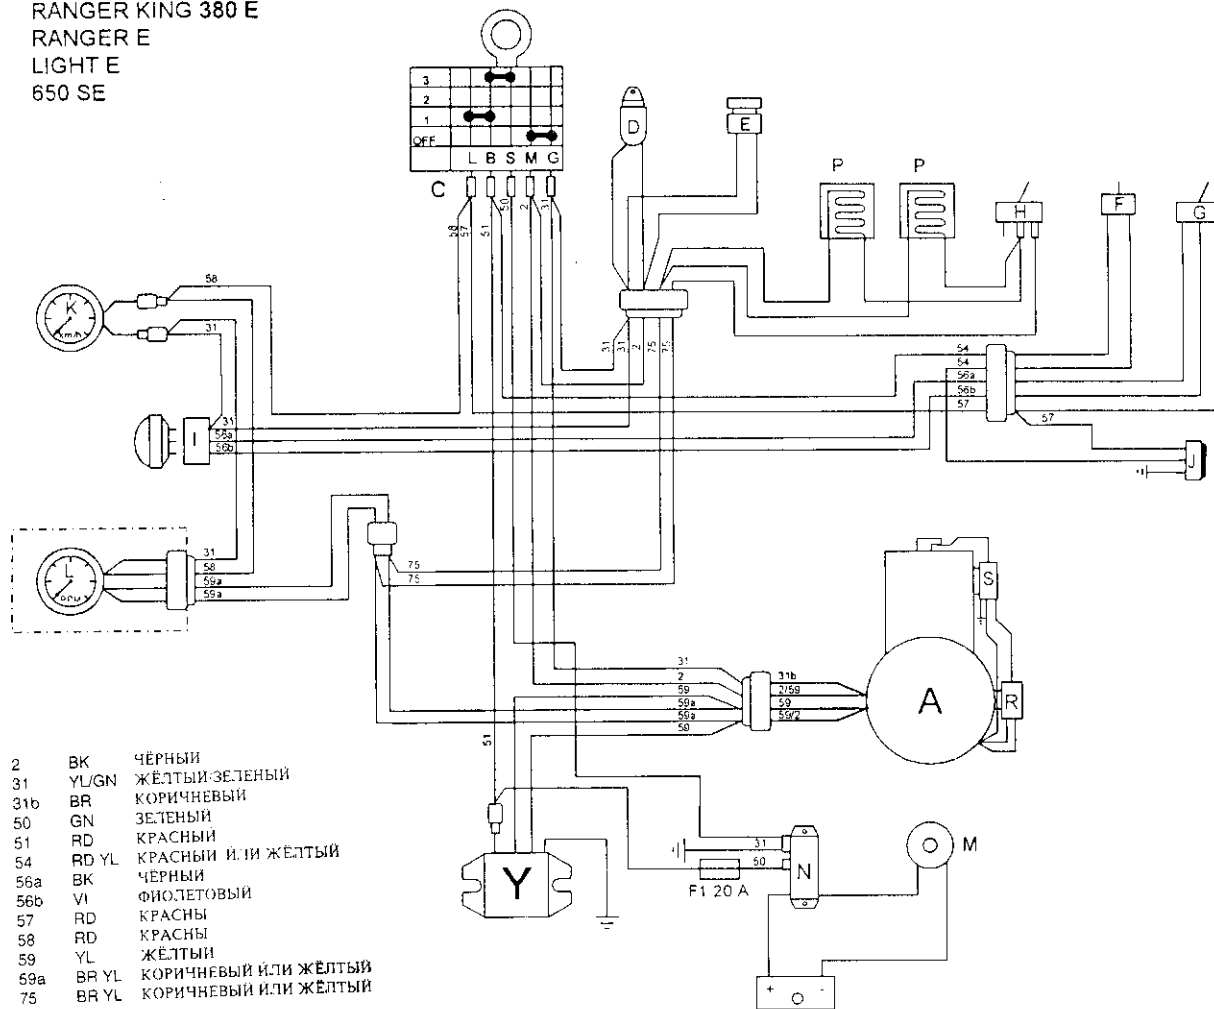 RANGER KING 380 E
RANGER E
LIGHT E
650 SE
3
2
1
OFF
L B S M G
C
D
E
P
P
H
F
G
58
57
51
50
2
31
K
km/h
58
31
31
31
2
75
75
54
54
56a
56b
57
57
J
I
31
56a
56b
L
RPM
31
58
59a
59a
75
75
S
R
A
31
2
59
59a
59a
59
31b
2/59
59
59/2
51
Y
31
50
F1 20 A
N
M
+ O -
2 BK ЧЁРНЫЙ
31 YL/GN ЖЁЛТЫЙ/ЗЕЛЕНЫЙ
31b BR КОРИЧНЕВЫЙ
50 GN ЗЕЛЕНЫЙ
51 RD КРАСНЫЙ
54 RD YL КРАСНЫЙ ИЛИ ЖЁЛТЫЙ
56a BK ЧЁРНЫЙ
56b VI ФИОЛЕТОВЫЙ
57 RD КРАСНЫ
58 RD КРАСНЫ
59 YL ЖЁЛТЫЙ
59a BR YL КОРИЧНЕВЫЙ ИЛИ ЖЁЛТЫЙ
75 BR YL КОРИЧНЕВЫЙ ИЛИ ЖЁЛТЫЙ